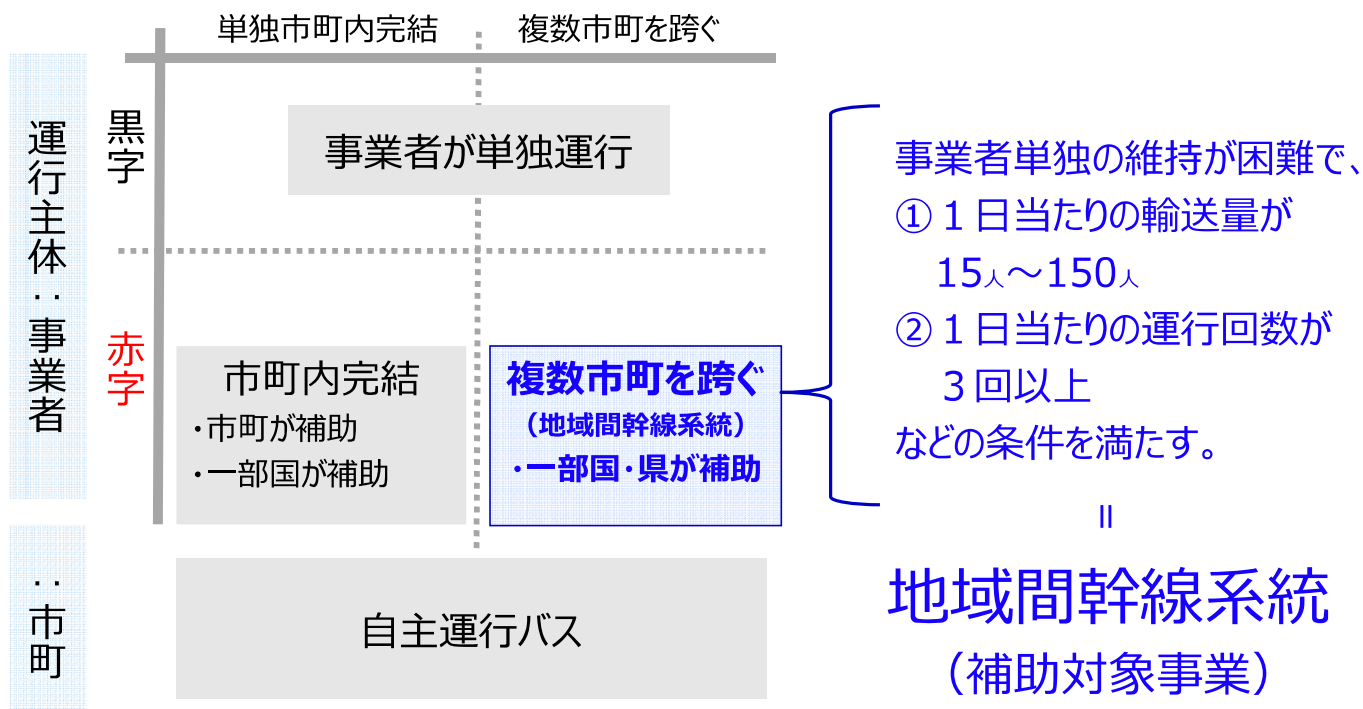 単独市町内完結
複数市町を跨ぐ
運行主体：事業者
黒字
事業者が単独運行
赤字
市町内完結
・市町が補助
・一部国が補助
複数市町を跨ぐ
（地域間幹線系統）
・一部国・県が補助
：市町
自主運行バス
事業者単独の維持が困難で、
①１日当たりの輸送量が
15人～150人
②１日当たりの運行回数が
３回以上
などの条件を満たす。
＝
地域間幹線系統
（補助対象事業）